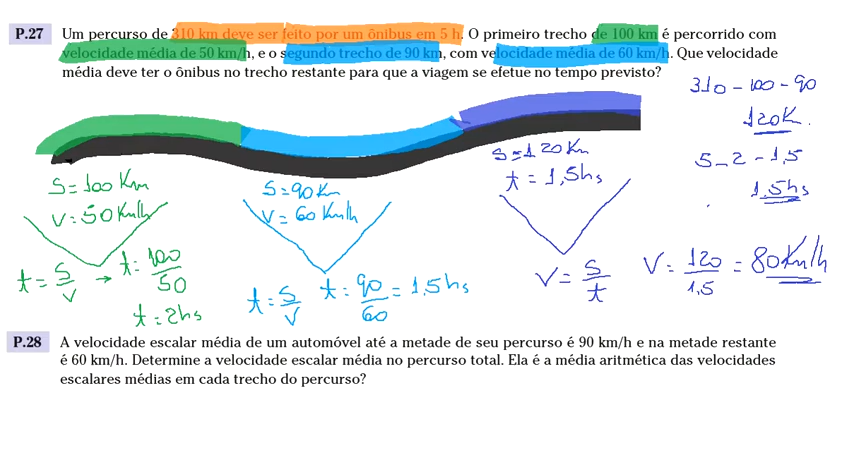 P.27 Um percurso de 310 km deve ser feito por um ônibus em 5 h. O primeiro trecho de 100 km é percorrido com
velocidade média de 50 km/h, e o segundo trecho de 90 km, com velocidade média de 60 km/h. Que velocidade
média deve ter o ônibus no trecho restante para que a viagem se efetue no tempo previsto?
310 - 100 - 90
120 Km.
5 - 2 - 1,5
1,5hs
S=100 Km
V=50 Km/h
t=S/V → t=100/50
t=2hs
S=90 Km
V=60 Km/h
t=S/V t=90/60=1,5hs
S=120 Km
t=1,5hs
V=S/t V=120/1,5=80Km/h
P.28 A velocidade escalar média de um automóvel até a metade de seu percurso é 90 km/h e na metade restante
é 60 km/h. Determine a velocidade escalar média no percurso total. Ela é a média aritmética das velocidades
escalares médias em cada trecho do percurso?